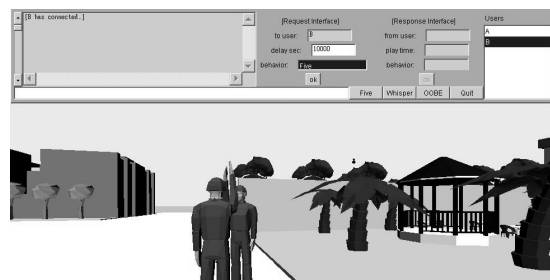 [B has connected.]
[Request Interface]
to user: B
delay sec: 10000
behavior: Five
ok
[Response Interface]
from user:
play time:
behavior:
ok
Users
A
B
Five Whisper OOBE Quit